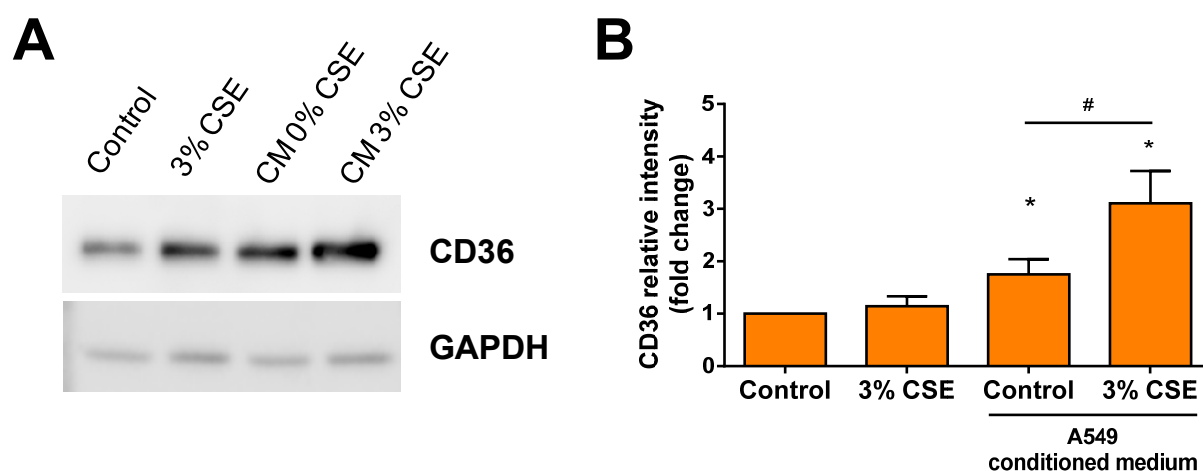 A
Control
3% CSE
CM 0% CSE
CM 3% CSE
CD36
GAPDH
B
CD36 relative intensity
(fold change)
5
4
3
2
1
0
#
*
*
Control
3% CSE
Control
3% CSE
A549
conditioned medium